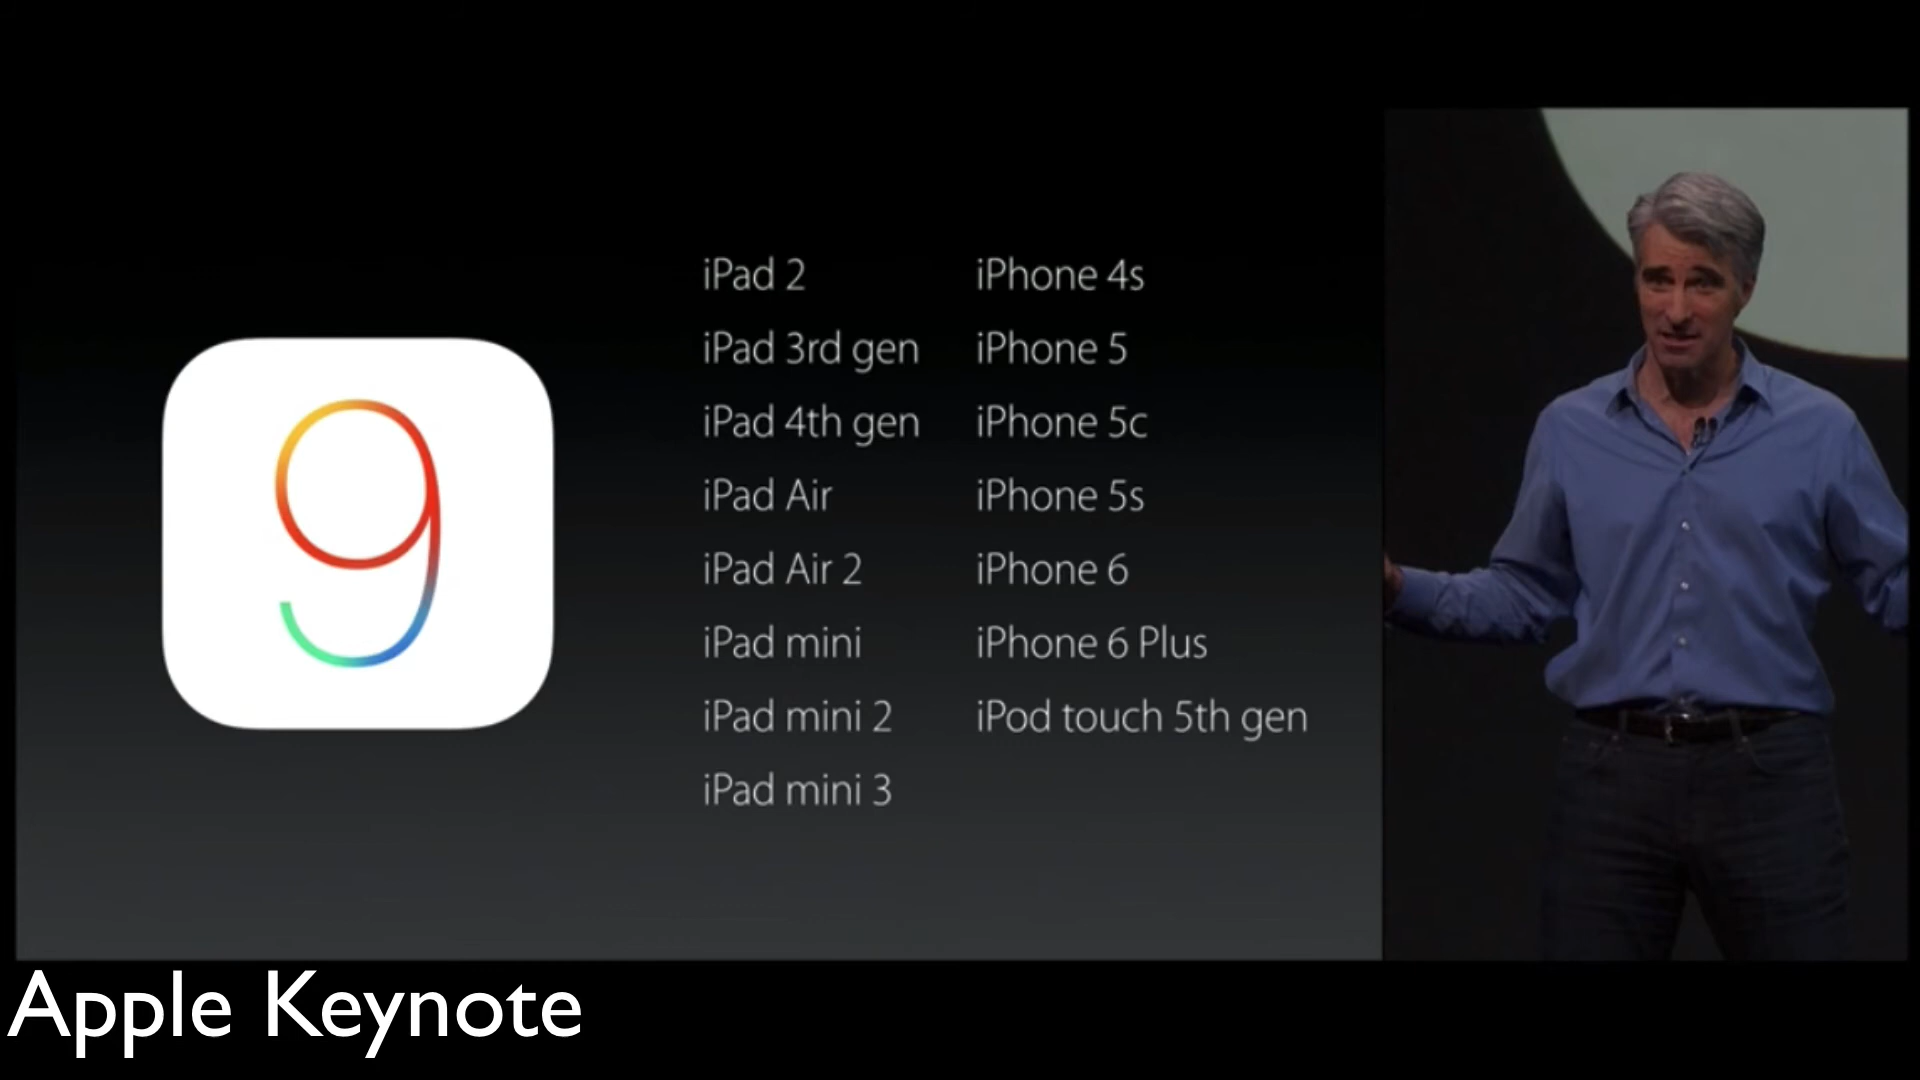 9
iPad 2
iPad 3rd gen
iPad 4th gen
iPad Air
iPad Air 2
iPad mini
iPad mini 2
iPad mini 3
iPhone 4s
iPhone 5
iPhone 5c
iPhone 5s
iPhone 6
iPhone 6 Plus
iPod touch 5th gen
Apple Keynote